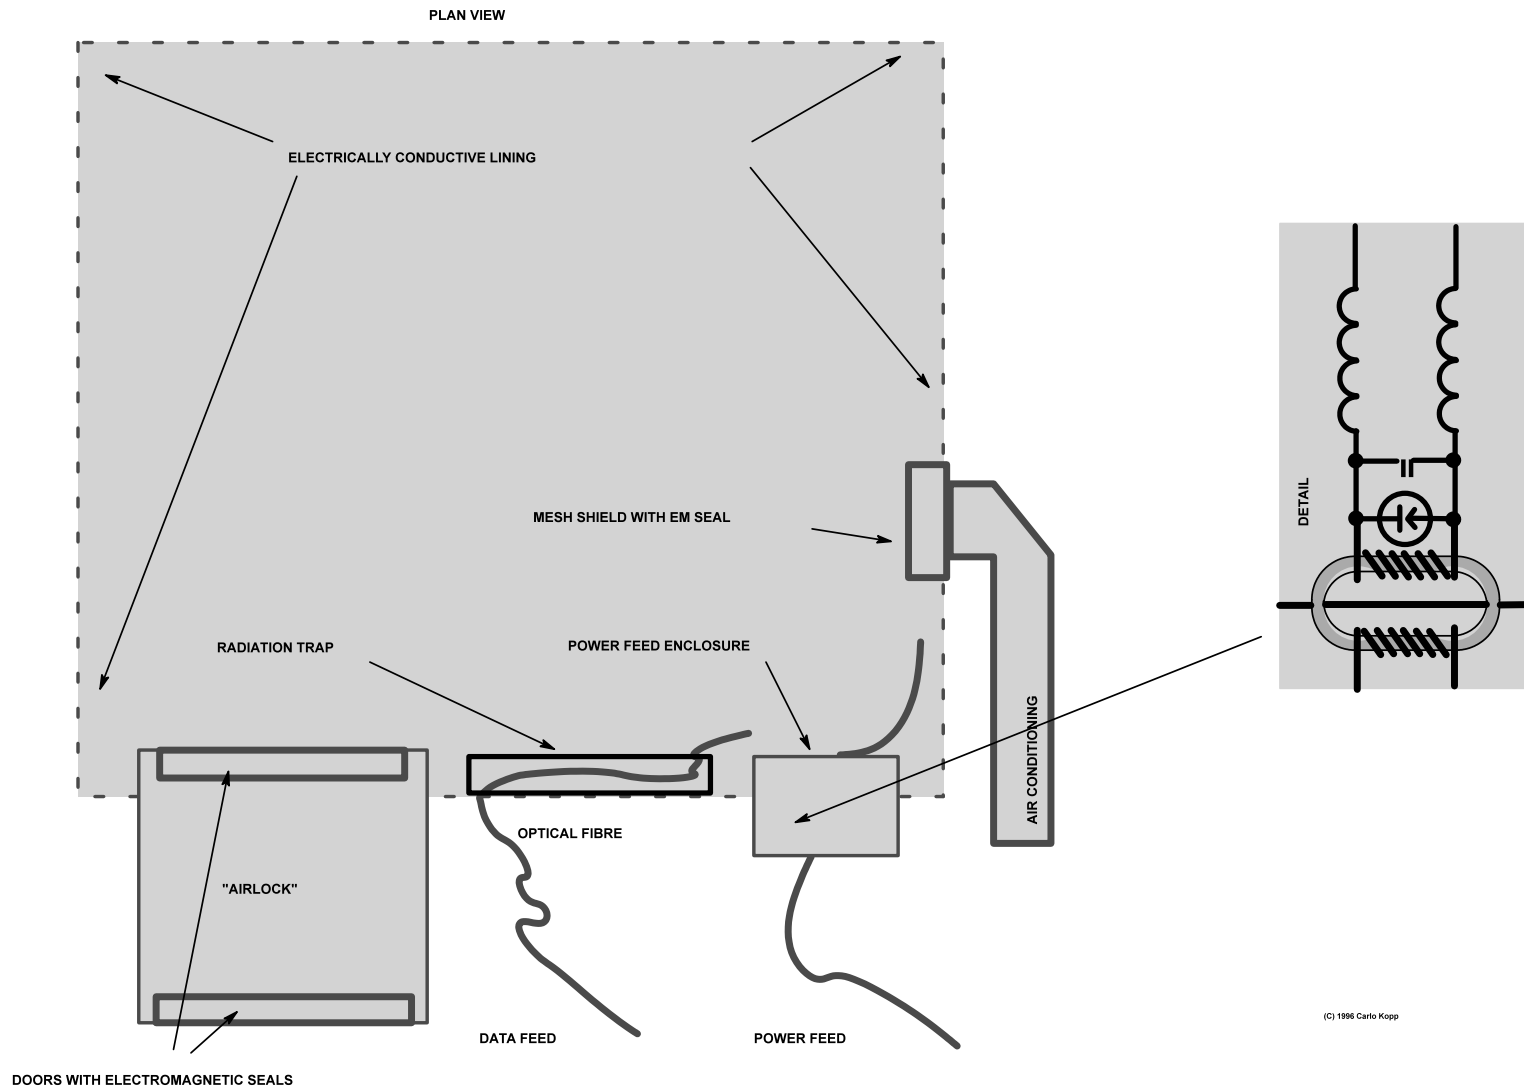 PLAN VIEW
ELECTRICALLY CONDUCTIVE LINING
DETAIL
MESH SHIELD WITH EM SEAL
RADIATION TRAP
POWER FEED ENCLOSURE
AIR CONDITIONING
OPTICAL FIBRE
"AIRLOCK"
(C) 1996 Carlo Kopp
DATA FEED
POWER FEED
DOORS WITH ELECTROMAGNETIC SEALS